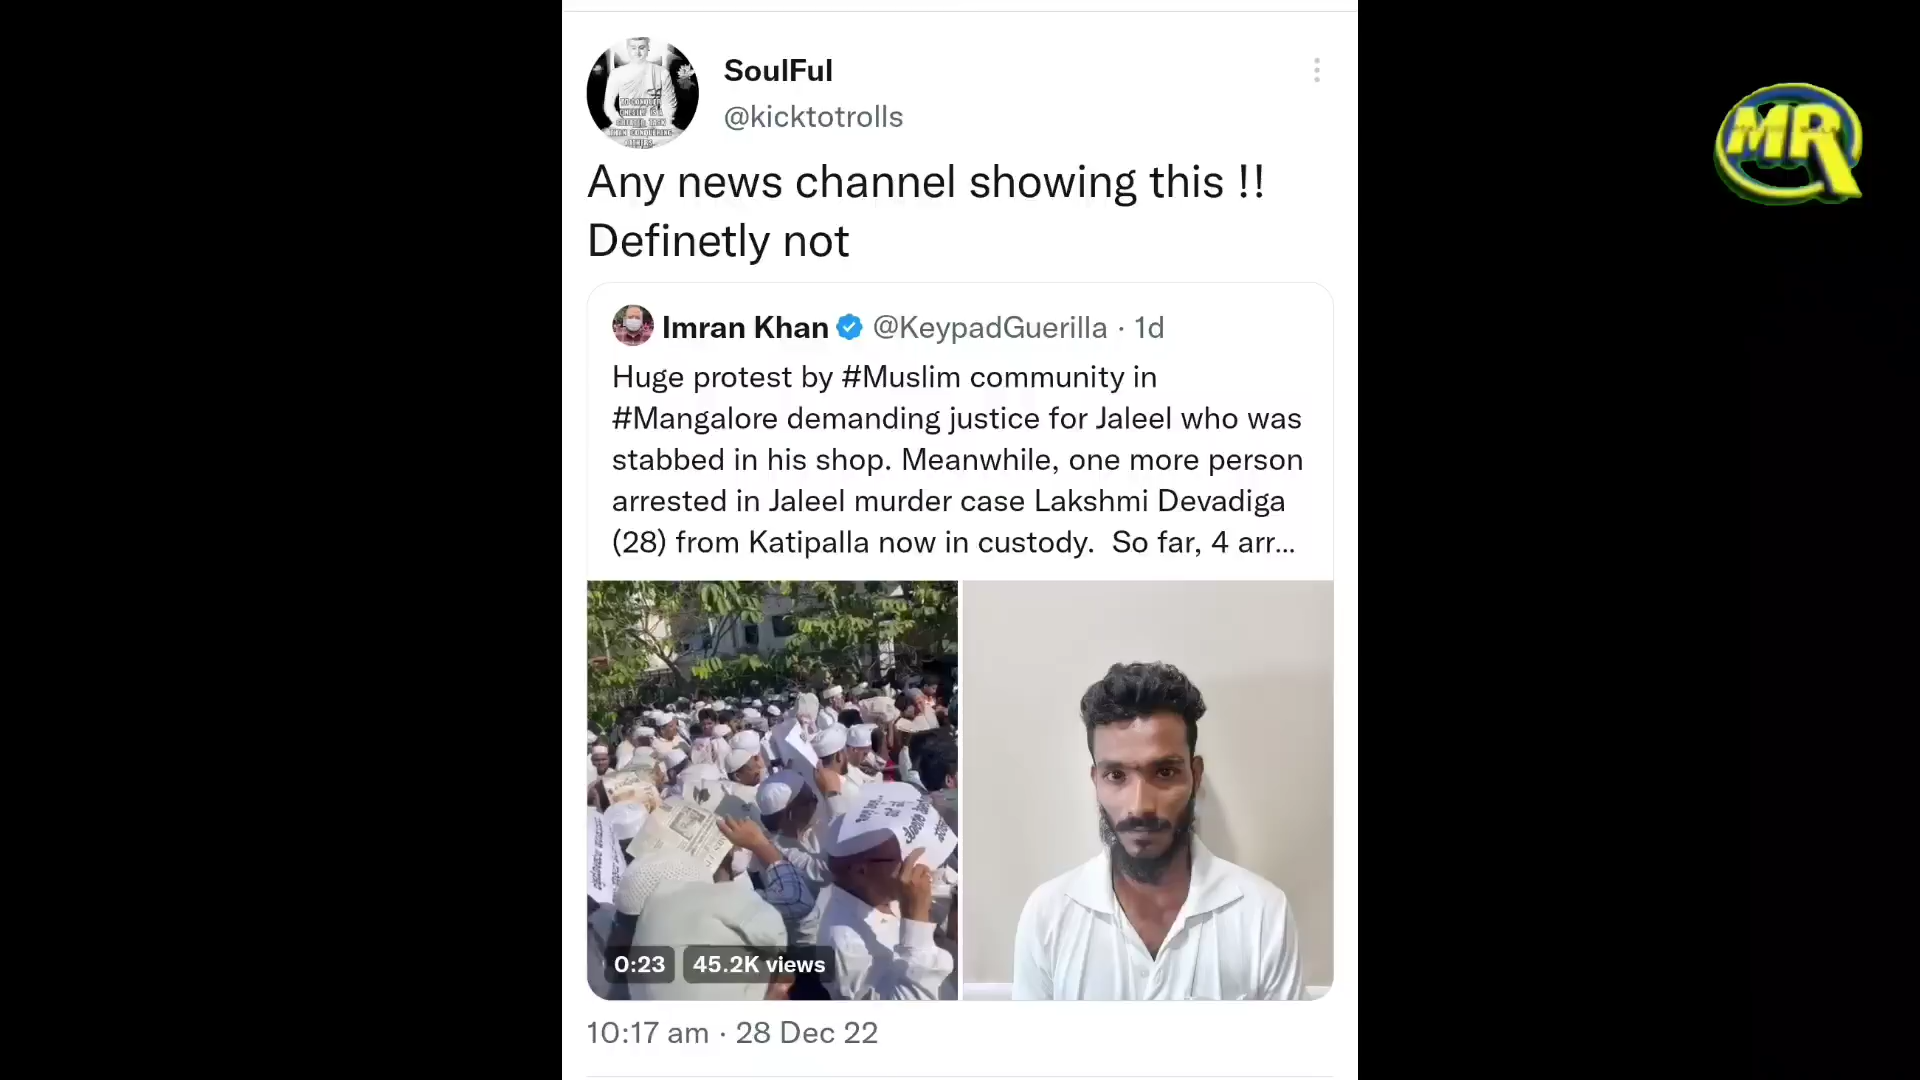 SoulFul
@kicktotrolls
Any news channel showing this !!
Definetly not
Imran Khan @KeypadGuerilla · 1d
Huge protest by #Muslim community in
#Mangalore demanding justice for Jaleel who was
stabbed in his shop. Meanwhile, one more person
arrested in Jaleel murder case Lakshmi Devadiga
(28) from Katipalla now in custody.  So far, 4 arr...
0:23
45.2K views
10:17 am · 28 Dec 22
MR